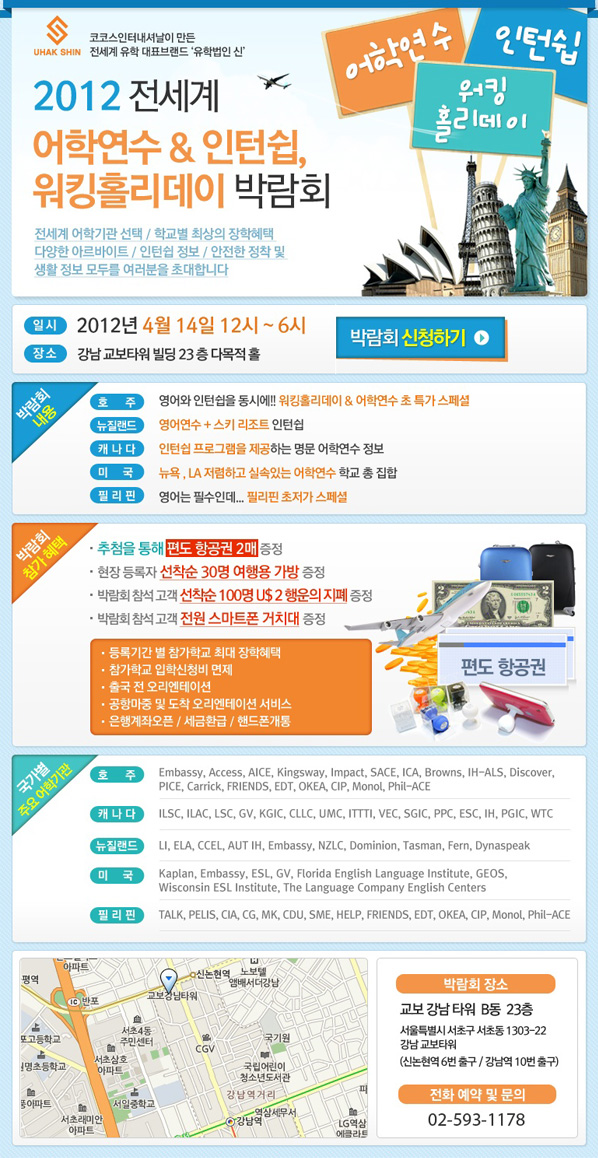 UHAK SHIN
코코스인터내셔날이 만든
전세계 유학 대표브랜드 '유학법인 신'
어학연수
인턴쉽
워킹
홀리데이
2012 전세계
어학연수 & 인턴쉽,
워킹홀리데이 박람회
전세계 어학기관 선택 / 학교별 최상의 장학혜택
다양한 아르바이트 / 인턴쉽 정보 / 안전한 정착 및
생활 정보 모두를 여러분을 초대합니다
일시 2012년 4월 14일 12시 ~ 6시
장소 강남 교보타워 빌딩 23층 다목적 홀
박람회 신청하기
박람회
내용
호 주 영어와 인턴쉽을 동시에!! 워킹홀리데이 & 어학연수 초 특가 스페셜
뉴질랜드 영어연수 + 스키 리조트 인턴쉽
캐 나 다 인턴쉽 프로그램을 제공하는 명문 어학연수 정보
미 국 뉴욕 , LA 저렴하고 실속있는 어학연수 학교 총 집합
필 리 핀 영어는 필수인데... 필리핀 초저가 스페셜
박람회
참가 혜택
· 추첨을 통해 편도 항공권 2매 증정
· 현장 등록자 선착순 30명 여행용 가방 증정
· 박람회 참석 고객 선착순 100명 U$ 2 행운의 지폐 증정
· 박람회 참석 고객 전원 스마트폰 거치대 증정
편도 항공권
· 등록기간 별 참가학교 최대 장학혜택
· 참가학교 입학신청비 면제
· 출국 전 오리엔테이션
· 공항마중 및 도착 오리엔테이션 서비스
· 은행계좌오픈 / 세금환급 / 핸드폰개통
국가별
주요 어학기관
호 주 Embassy, Access, AICE, Kingsway, Impact, SACE, ICA, Browns, IH-ALS, Discover,
PICE, Carrick, FRIENDS, EDT, OKEA, CIP, Monol, Phil-ACE
캐 나 다 ILSC, ILAC, LSC, GV, KGIC, CLLC, UMC, ITTTI, VEC, SGIC, PPC, ESC, IH, PGIC, WTC
뉴질랜드 LI, ELA, CCEL, AUT IH, Embassy, NZLC, Dominion, Tasman, Fern, Dynaspeak
미 국 Kaplan, Embassy, ESL, GV, Florida English Language Institute, GEOS,
Wisconsin ESL Institute, The Language Company English Centers
필 리 핀 TALK, PELIS, CIA, CG, MK, CDU, SME, HELP, FRIENDS, EDT, OKEA, CIP, Monol, Phil-ACE
아파트
신논현역
노보텔
앰배서더강남
평역
IC 반포
교보강남타워
서초4동
주민센터
포고등학교
서초삼호
아파트
CGV
국기원
국립어린이
청소년도서관
명고등학교
강남역거리
풍아파트
서일중학교
서초래미안
아파트
강남역
역삼세무서
LG역삼
에클라트
박람회 장소
교보 강남 타워 B동 23층
서울특별시 서초구 서초동 1303-22
강남 교보타워
(신논현역 6번 출구 / 강남역 10번 출구)
전화 예약 및 문의
02-593-1178